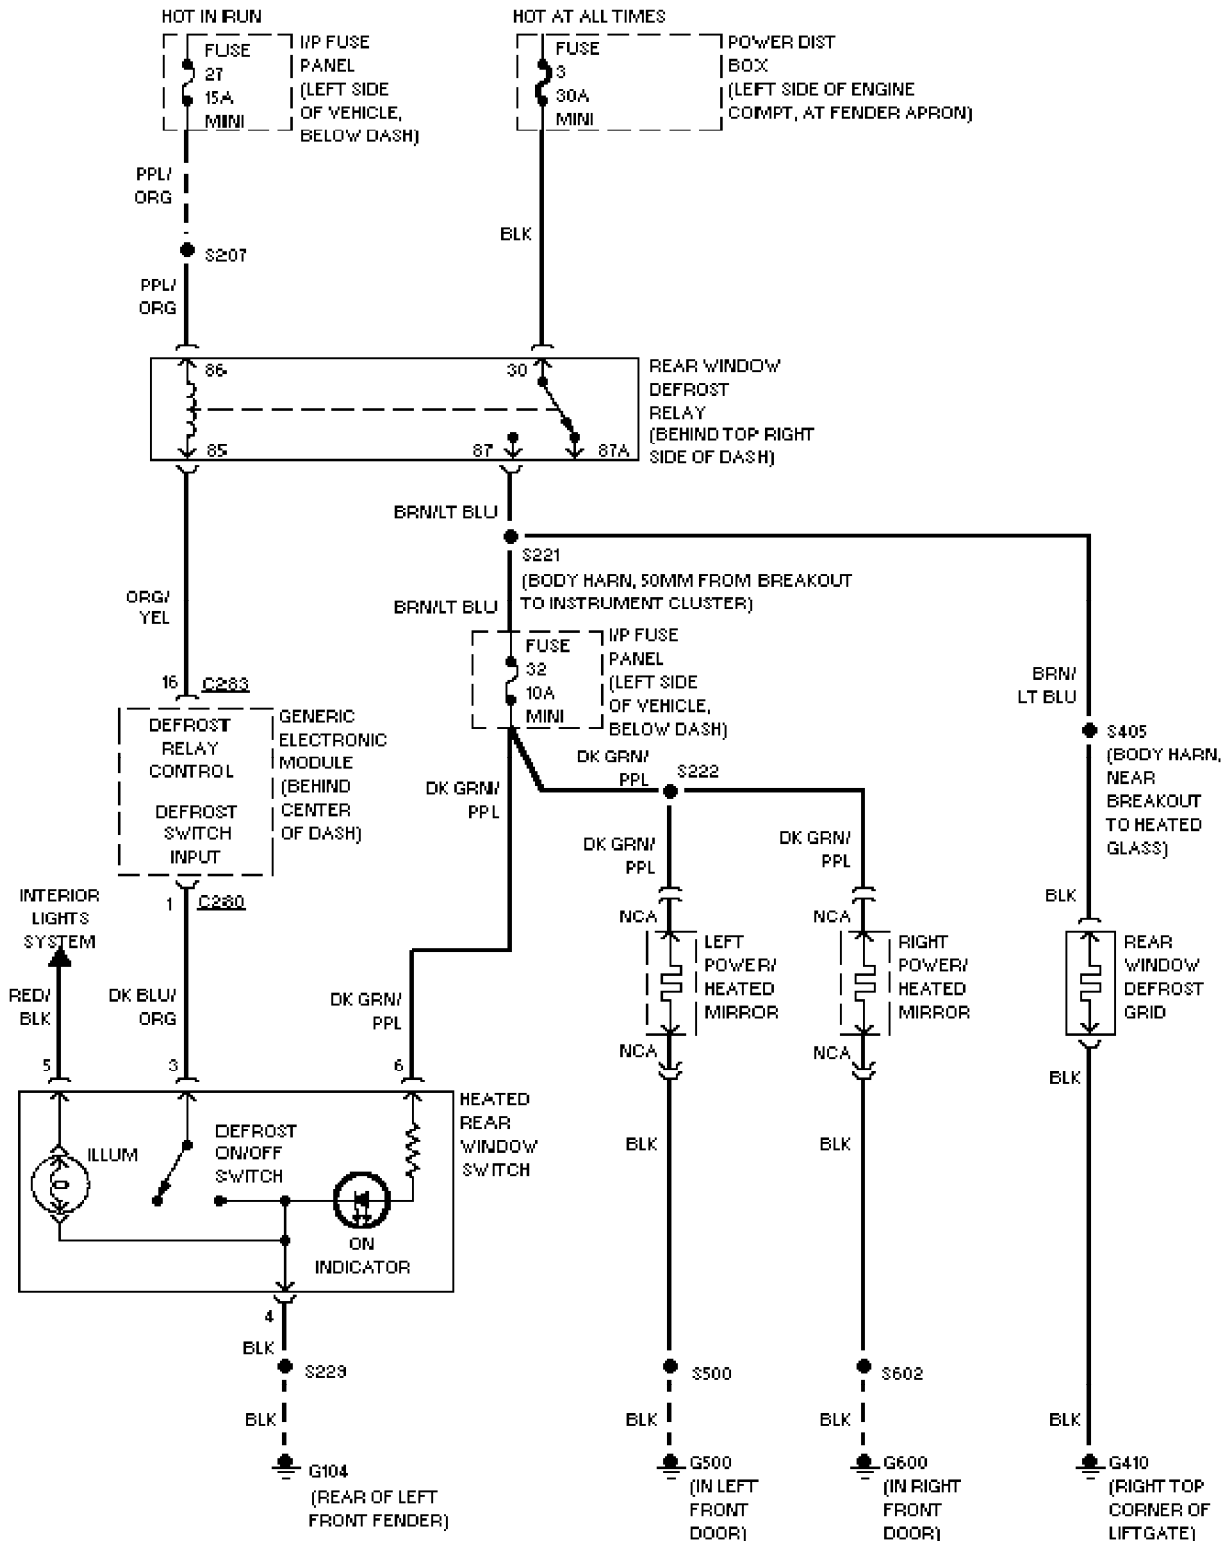 HOT IN RUN
HOT AT ALL TIMES
FUSE
27
15A
MINI
I/P FUSE
PANEL
(LEFT SIDE
OF VEHICLE,
BELOW DASH)
FUSE
3
30A
MINI
POWER DIST
BOX
(LEFT SIDE OF ENGINE
COMPT, AT FENDER APRON)
PPL/
ORG
BLK
S207
PPL/
ORG
86
30
85
87
87A
REAR WINDOW
DEFROST
RELAY
(BEHIND TOP RIGHT
SIDE OF DASH)
BRN/LT BLU
S221
(BODY HARN, 50MM FROM BREAKOUT
TO INSTRUMENT CLUSTER)
ORG/
YEL
BRN/LT BLU
FUSE
32
10A
MINI
I/P FUSE
PANEL
(LEFT SIDE
OF VEHICLE,
BELOW DASH)
BRN/
LT BLU
16
C283
DEFROST
RELAY
CONTROL
DEFROST
SWITCH
INPUT
GENERIC
ELECTRONIC
MODULE
(BEHIND
CENTER
OF DASH)
S405
(BODY HARN,
NEAR
BREAKOUT
TO HEATED
GLASS)
DK GRN/
PPL
S222
DK GRN/
PPL
DK GRN/
PPL
DK GRN/
PPL
1
C280
INTERIOR
LIGHTS
SYSTEM
RED/
BLK
DK BLU/
ORG
DK GRN/
PPL
NCA
NCA
BLK
LEFT
POWER/
HEATED
MIRROR
RIGHT
POWER/
HEATED
MIRROR
REAR
WINDOW
DEFROST
GRID
NCA
NCA
BLK
5
3
6
HEATED
REAR
WINDOW
SWITCH
ILLUM
DEFROST
ON/OFF
SWITCH
ON
INDICATOR
BLK
BLK
4
BLK
S229
S500
S602
BLK
BLK
BLK
BLK
G104
(REAR OF LEFT
FRONT FENDER)
G500
(IN LEFT
FRONT
DOOR)
G600
(IN RIGHT
FRONT
DOOR)
G410
(RIGHT TOP
CORNER OF
LIFTGATE)